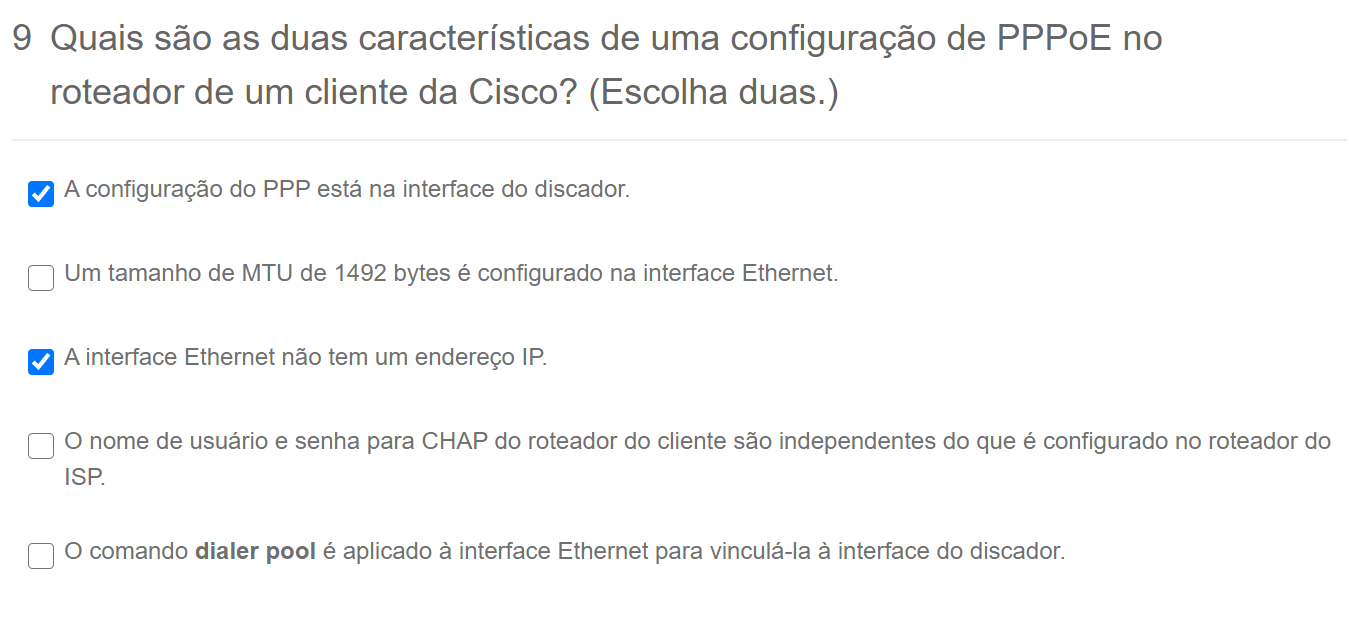 9 Quais são as duas características de uma configuração de PPPoE no
roteador de um cliente da Cisco? (Escolha duas.)
A configuração do PPP está na interface do discador.
Um tamanho de MTU de 1492 bytes é configurado na interface Ethernet.
A interface Ethernet não tem um endereço IP.
O nome de usuário e senha para CHAP do roteador do cliente são independentes do que é configurado no roteador do
ISP.
O comando dialer pool é aplicado à interface Ethernet para vinculá-la à interface do discador.